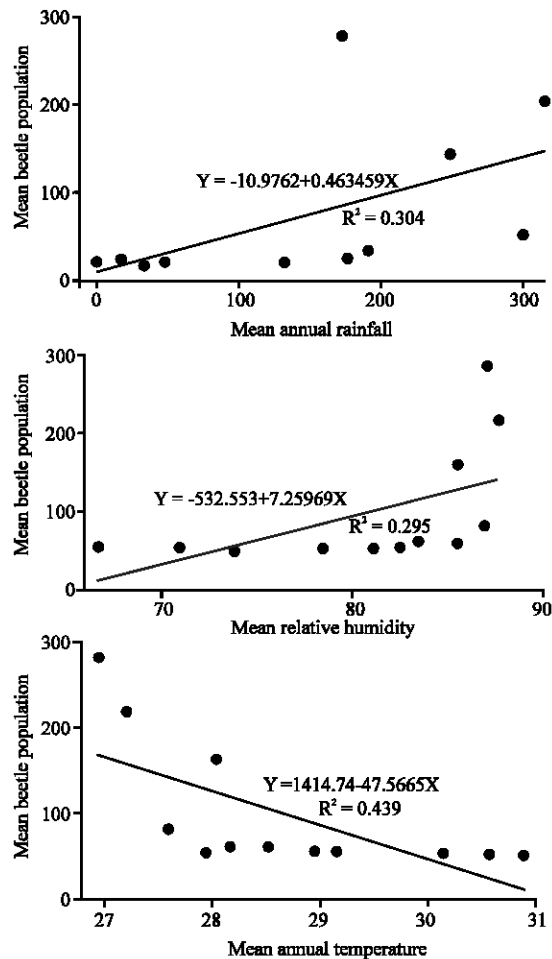 300
200
100
0
Mean beetle population
Y = -10.9762+0.463459X
R² = 0.304
0 100 200 300
Mean annual rainfall
300
200
100
0
Mean beetle population
Y = -532.553+7.25969X
R² = 0.295
70 80 90
Mean relative humidity
300
200
100
0
Mean beetle population
Y =1414.74-47.5665X
R² = 0.439
27 28 29 30 31
Mean annual temperature